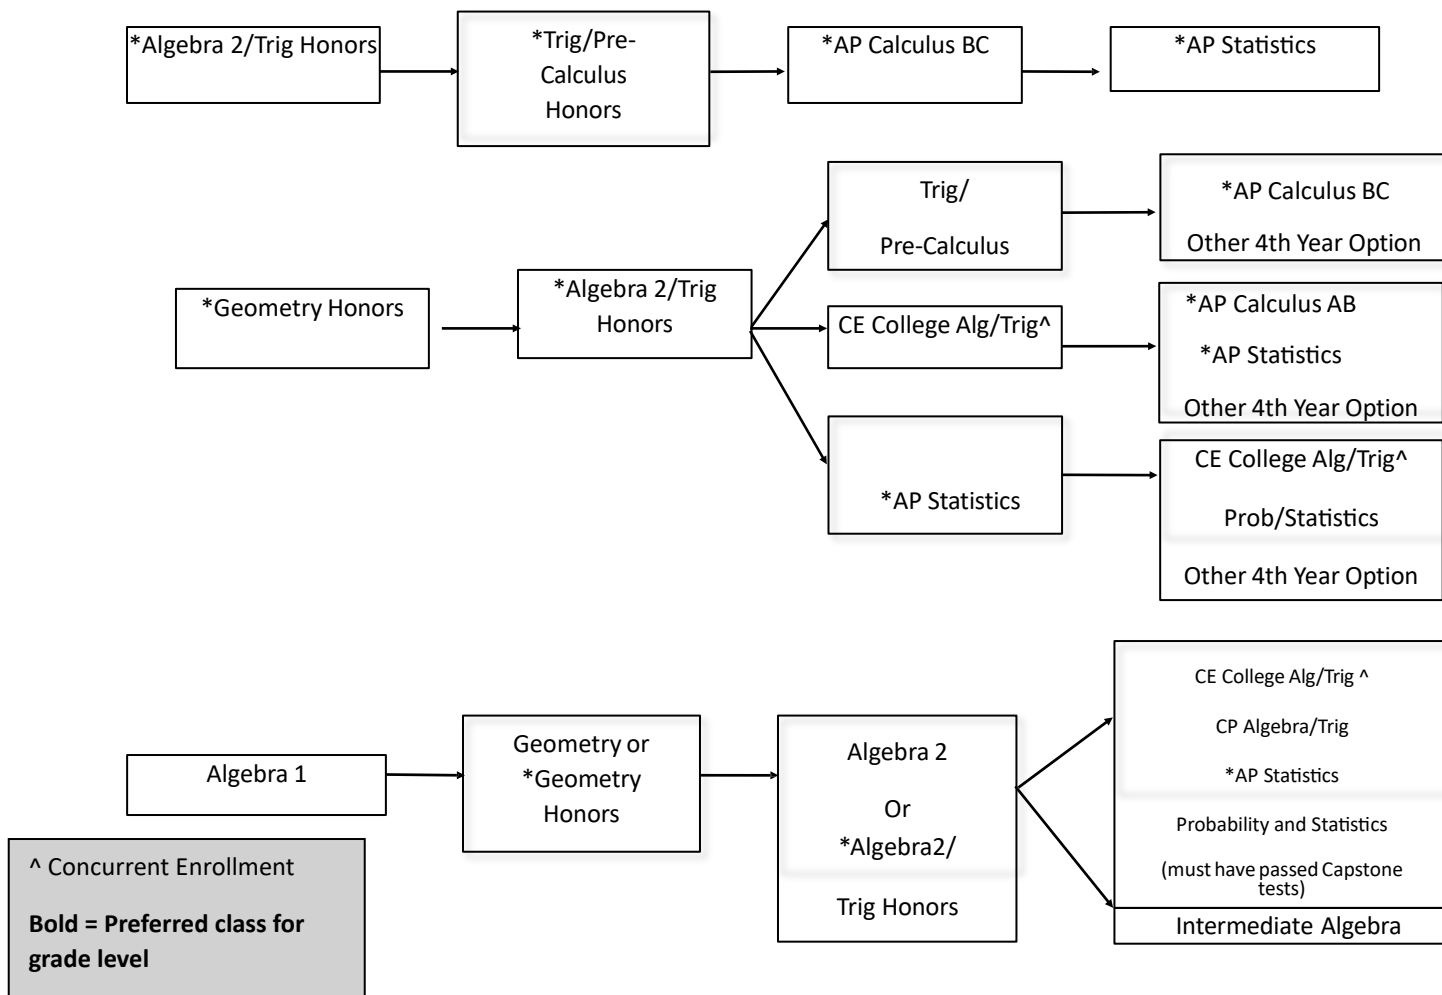 *Algebra 2/Trig Honors
*Trig/Pre-
Calculus
Honors
*AP Calculus BC
*AP Statistics
*Geometry Honors
*Algebra 2/Trig
Honors
Trig/
Pre-Calculus
*AP Calculus BC
Other 4th Year Option
CE College Alg/Trig^
*AP Calculus AB
*AP Statistics
Other 4th Year Option
*AP Statistics
CE College Alg/Trig^
Prob/Statistics
Other 4th Year Option
Algebra 1
Geometry or
*Geometry
Honors
Algebra 2
Or
*Algebra2/
Trig Honors
CE College Alg/Trig ^
CP Algebra/Trig
*AP Statistics
Probability and Statistics
(must have passed Capstone
tests)
Intermediate Algebra
^ Concurrent Enrollment
Bold = Preferred class for
grade level